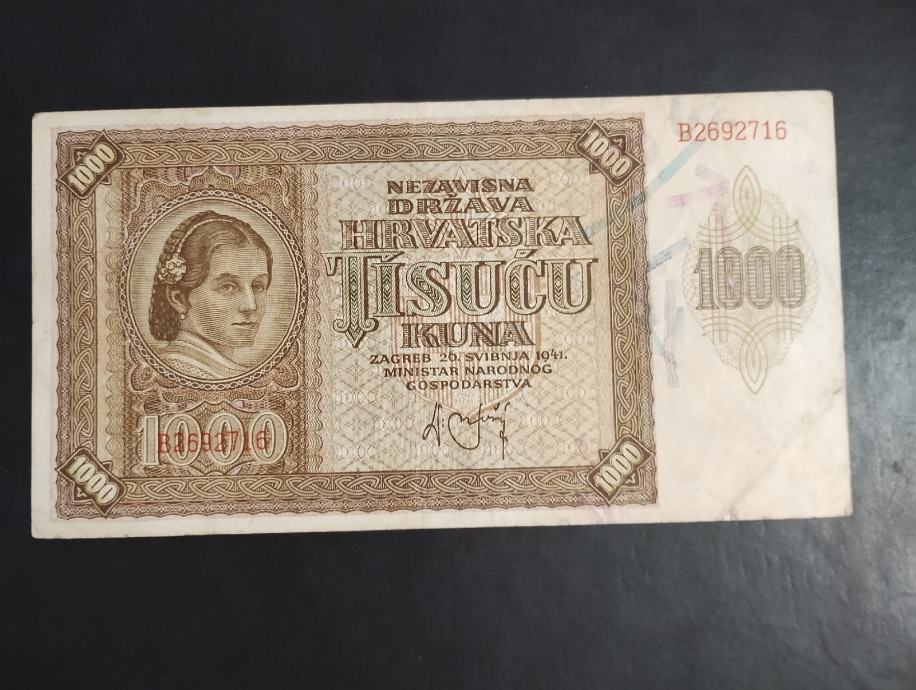 1000
1000
B2692716
NEZAVISNA
DRŽAVA
HRVATSKA
TISUĆU
KUNA
ZAGREB 26. SVIBNJA 1941.
MINISTAR NARODNOG
GOSPODARSTVA
1000
1000
B2692716
1000
1000